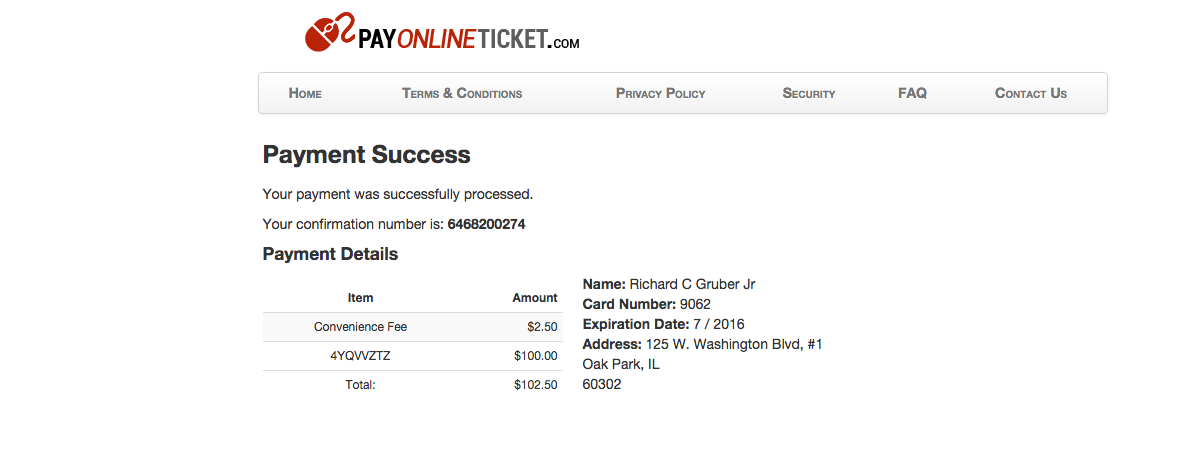 PAYONLINETICKET.COM
Home Terms & Conditions Privacy Policy Security FAQ Contact Us
Payment Success
Your payment was successfully processed.
Your confirmation number is: 6468200274
Payment Details
Item Amount
Convenience Fee $2.50
4YQVVZTZ $100.00
Total: $102.50
Name: Richard C Gruber Jr
Card Number: 9062
Expiration Date: 7 / 2016
Address: 125 W. Washington Blvd, #1
Oak Park, IL
60302